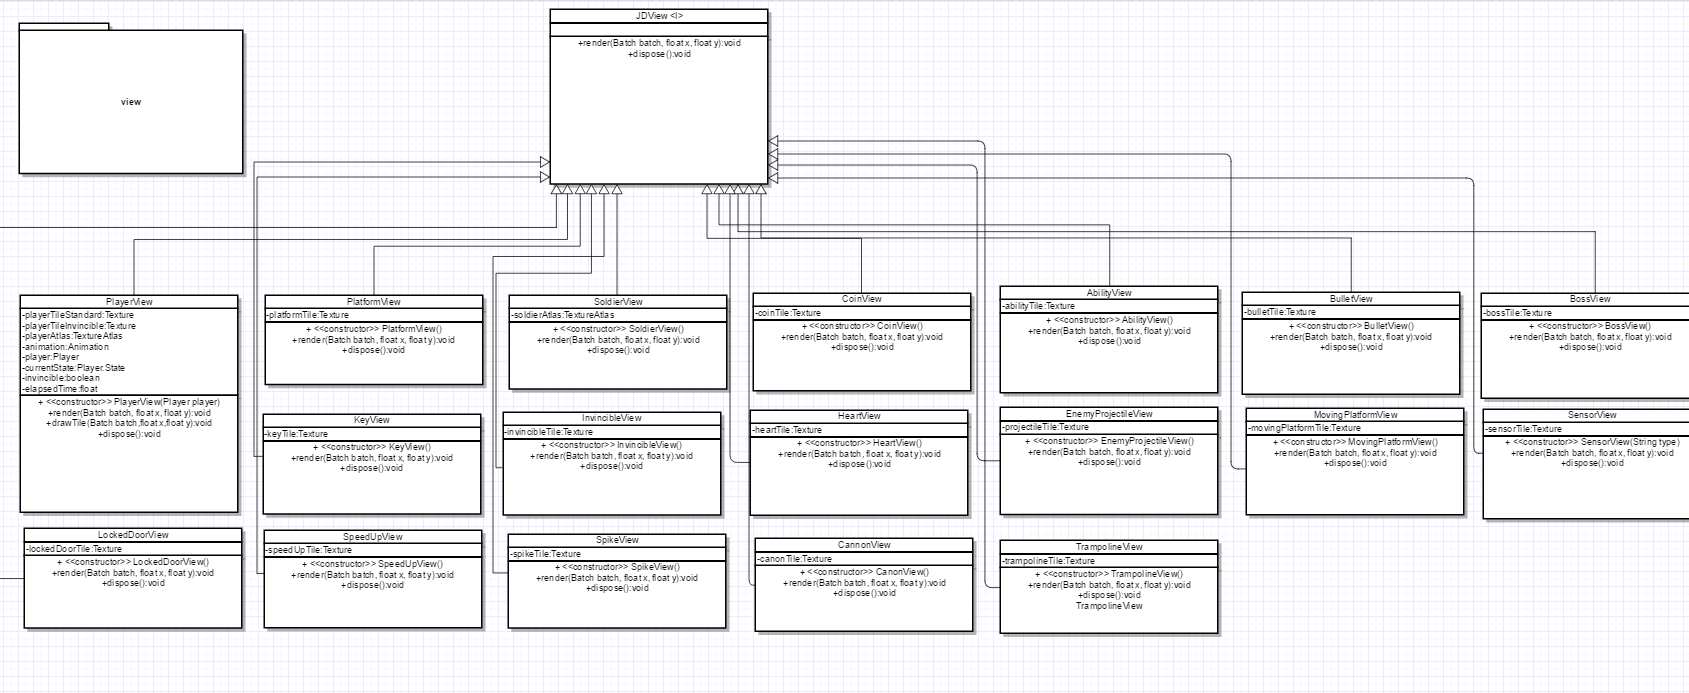 view
JDView <I>
+render(Batch batch, float x, float y):void
+dispose():void
PlayerView
-playerTileStandard:Texture
-playerTileInvincible:Texture
-playerAtlas:TextureAtlas
-animation:Animation
-player:Player
-currentState:Player.State
-invincible:boolean
-elapsedTime:float
+ <<constructor>> PlayerView(Player player)
+render(Batch batch, float x, float y):void
+drawTile(Batch batch, float x,float y):void
+dispose():void
PlatformView
-platformTile:Texture
+ <<constructor>> PlatformView()
+render(Batch batch, float x, float y):void
+dispose():void
SoldierView
-soldierAtlas:TextureAtlas
+ <<constructor>> SoldierView()
+render(Batch batch, float x, float y):void
+dispose():void
CoinView
-coinTile:Texture
+ <<constructor>> CoinView()
+render(Batch batch, float x, float y):void
+dispose():void
AbilityView
-abilityTile:Texture
+ <<constructor>> AbilityView()
+render(Batch batch, float x, float y):void
+dispose():void
BulletView
-bulletTile:Texture
+ <<constructor>> BulletView()
+render(Batch batch, float x, float y):void
+dispose():void
BossView
-bossTile:Texture
+ <<constructor>> BossView()
+render(Batch batch, float x, float y):void
+dispose():void
KeyView
-keyTile:Texture
+ <<constructor>> KeyView()
+render(Batch batch, float x, float y):void
+dispose():void
InvincibleView
-invincibleTile:Texture
+ <<constructor>> InvincibleView()
+render(Batch batch, float x, float y):void
+dispose():void
HeartView
-heartTile:Texture
+ <<constructor>> HeartView()
+render(Batch batch, float x, float y):void
+dispose():void
EnemyProjectileView
-projectileTile:Texture
+ <<constructor>> EnemyProjectileView()
+render(Batch batch, float x, float y):void
+dispose():void
MovingPlatformView
-movingPlatformTile:Texture
+ <<constructor>> MovingPlatformView()
+render(Batch batch, float x, float y):void
+dispose():void
SensorView
-sensorTile:Texture
+ <<constructor>> SensorView(String type)
+render(Batch batch, float x, float y):void
+dispose():void
LockedDoorView
-lockedDoorTile:Texture
+ <<constructor>> LockedDoorView()
+render(Batch batch, float x, float y):void
+dispose():void
SpeedUpView
-speedUpTile:Texture
+ <<constructor>> SpeedUpView()
+render(Batch batch, float x, float y):void
+dispose():void
SpikeView
-spikeTile:Texture
+ <<constructor>> SpikeView()
+render(Batch batch, float x, float y):void
+dispose():void
CannonView
-canonTile:Texture
+ <<constructor>> CanonView()
+render(Batch batch, float x, float y):void
+dispose():void
TrampolineView
-trampolineTile:Texture
+ <<constructor>> TrampolineView()
+render(Batch batch, float x, float y):void
+dispose():void
TrampolineView